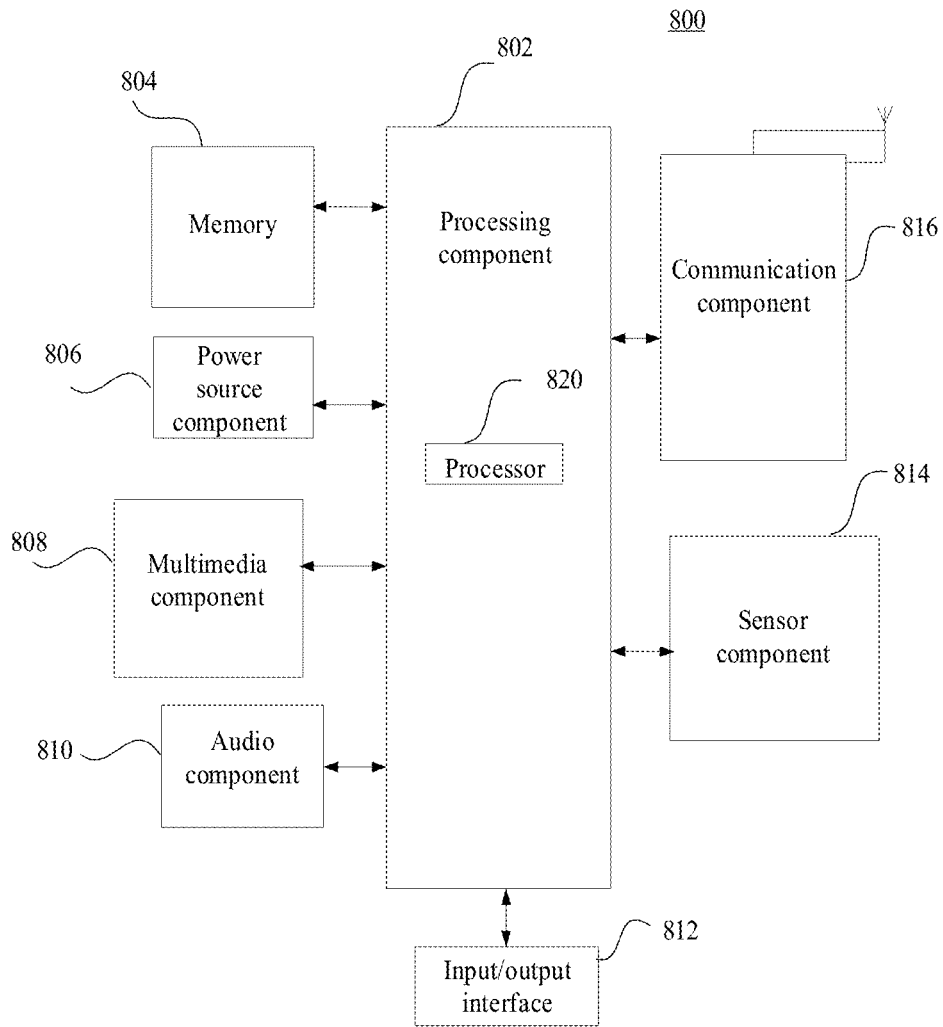 800
802
804
Memory
Processing
component
816
Communication
component
806
Power
source
component
820
Processor
814
808
Multimedia
component
Sensor
component
810
Audio
component
812
Input/output
interface